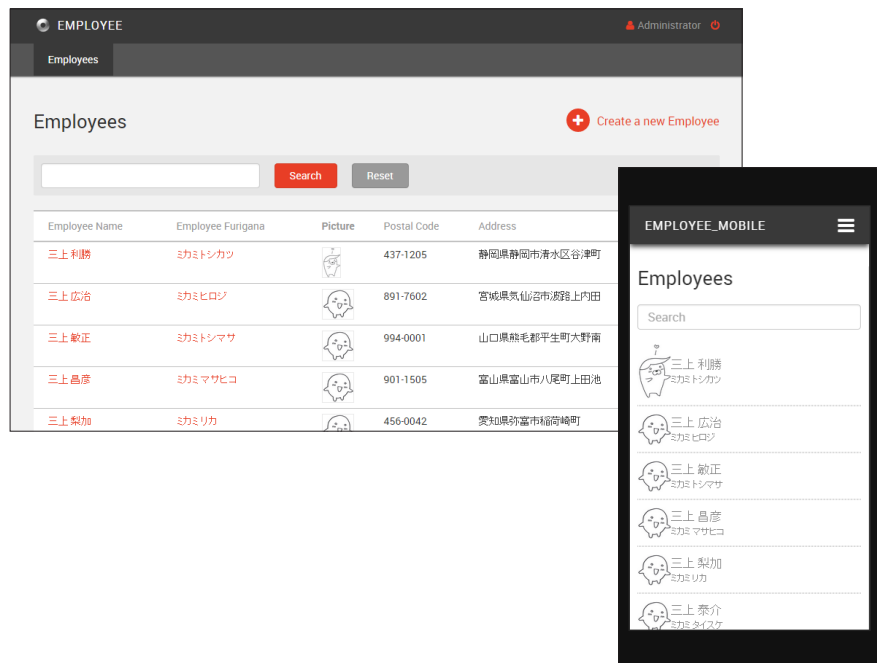 EMPLOYEE
Administrator
Employees
Employees
Create a new Employee
Search
Reset
Employee Name Employee Furigana Picture Postal Code Address
三上 利勝 ミカミトシカツ 437-1205 静岡県静岡市清水区谷津町
三上 広治 ミカミヒロジ 891-7602 宮城県気仙沼市波路上内田
三上 敏正 ミカミトシマサ 994-0001 山口県熊毛郡平生町大野南
三上 昌彦 ミカミマサヒコ 901-1505 富山県富山市八尾町上田池
三上 梨加 ミカミリカ 456-0042 愛知県弥富市稲荷崎町
EMPLOYEE_MOBILE
Employees
Search
三上 利勝
ミカミ トシカツ
三上 広治
ミカミ ヒロジ
三上 敏正
ミカミ トシマサ
三上 昌彦
ミカミ マサヒコ
三上 梨加
ミカミ リカ
三上 泰介
ミカミ タイスケ